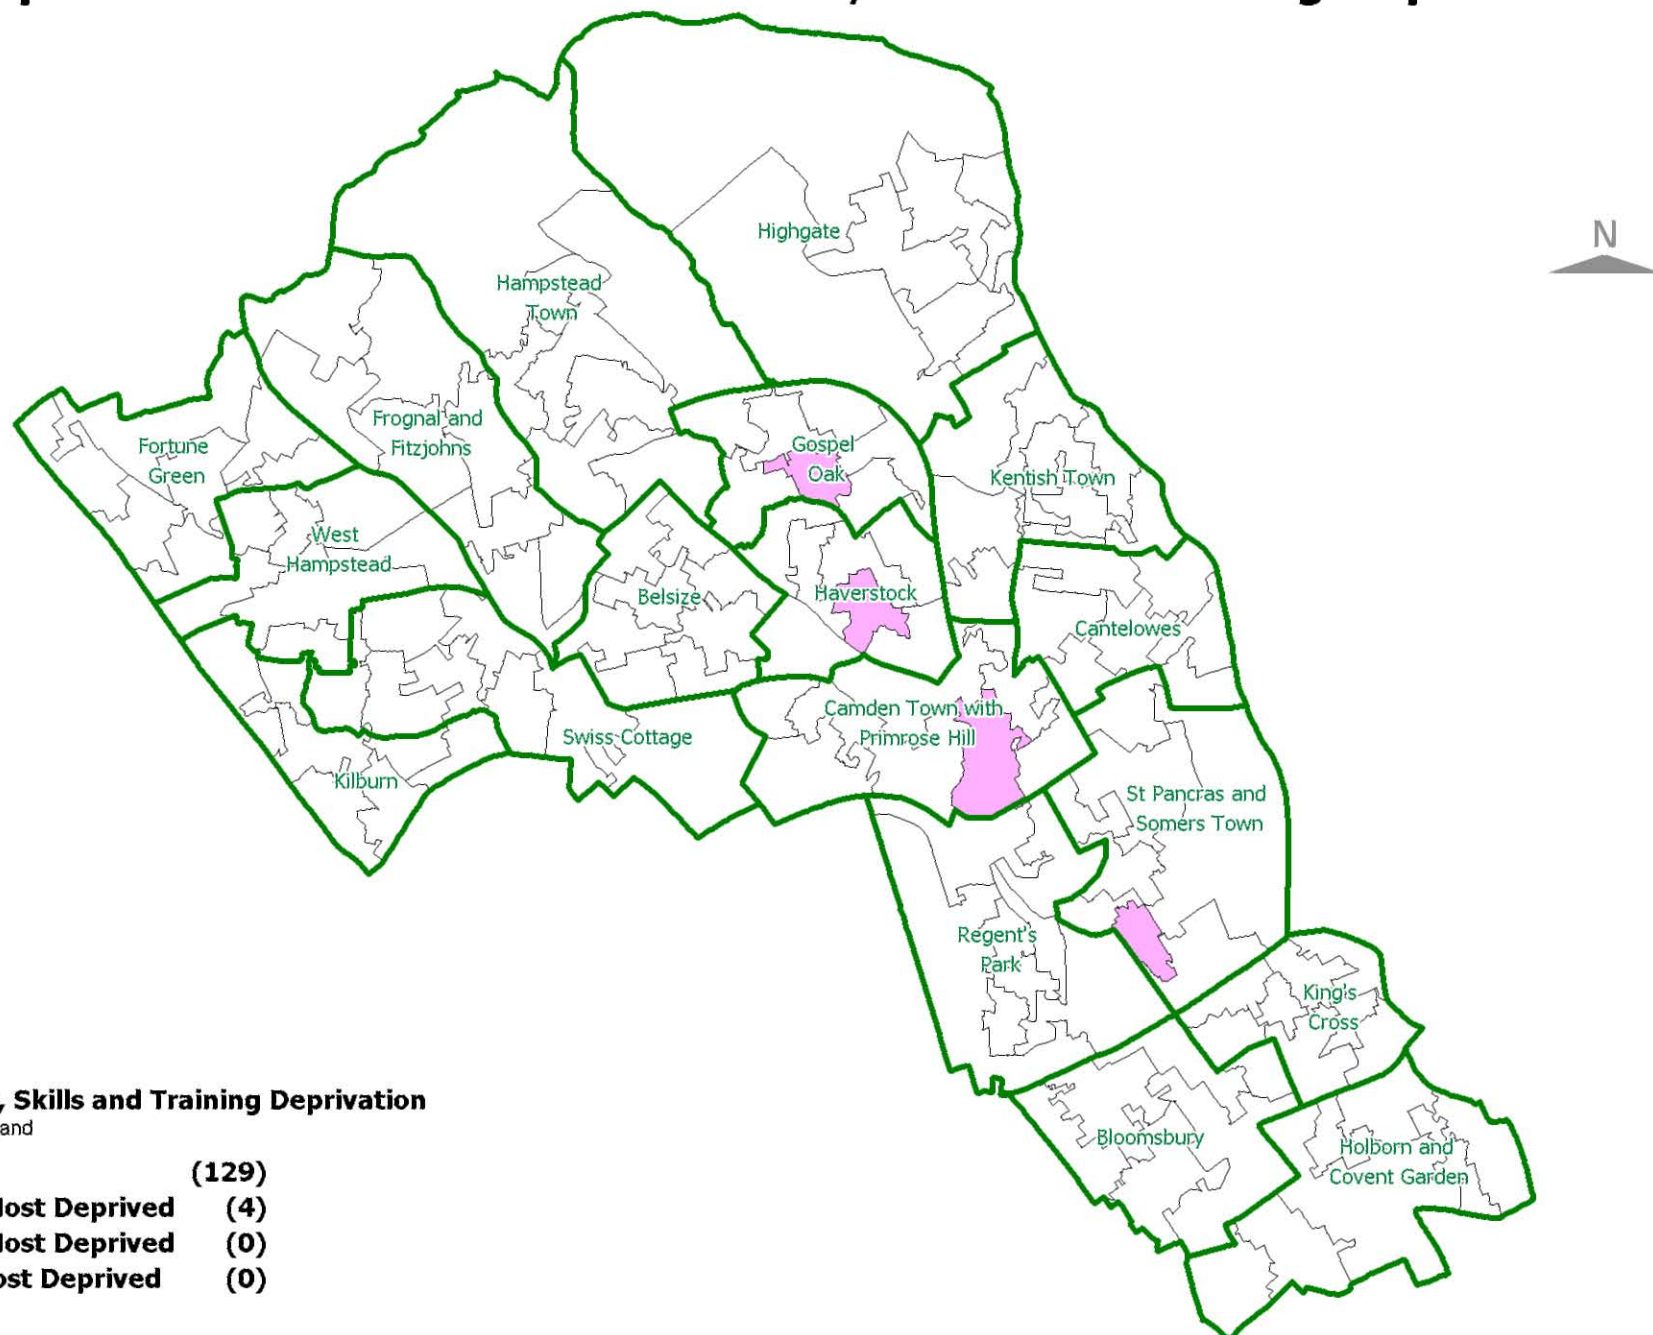 N
Highgate
Hampstead
Town
Frognal and
Fitzjohns
Fortune
Green
Gospel
Oak
Kentish Town
West
Hampstead
Belsize
Haverstock
Cantelowes
Camden Town with
Primrose Hill
Swiss Cottage
Kilburn
St Pancras and
Somers Town
Regent's
Park
King's
Cross
Bloomsbury
Holborn and
Covent Garden
, Skills and Training Deprivation
and
(129)
Most Deprived (4)
Most Deprived (0)
ost Deprived (0)